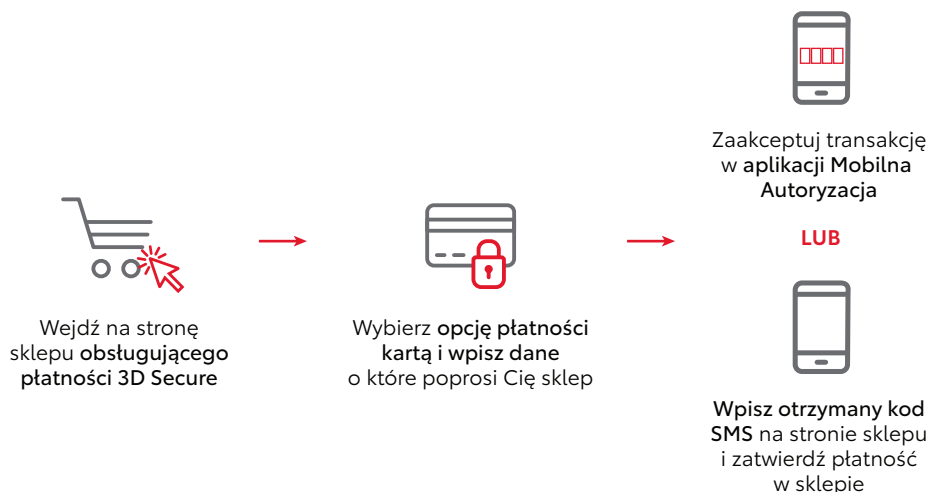 Wejdź na stronę
sklepu obsługującego
płatności 3D Secure
Wybierz opcję płatności
kartą i wpisz dane
o które poprosi Cię sklep
Zaakceptuj transakcję
w aplikacji Mobilna
Autoryzacja
LUB
Wpisz otrzymany kod
SMS na stronie sklepu
i zatwierdź płatność
w sklepie